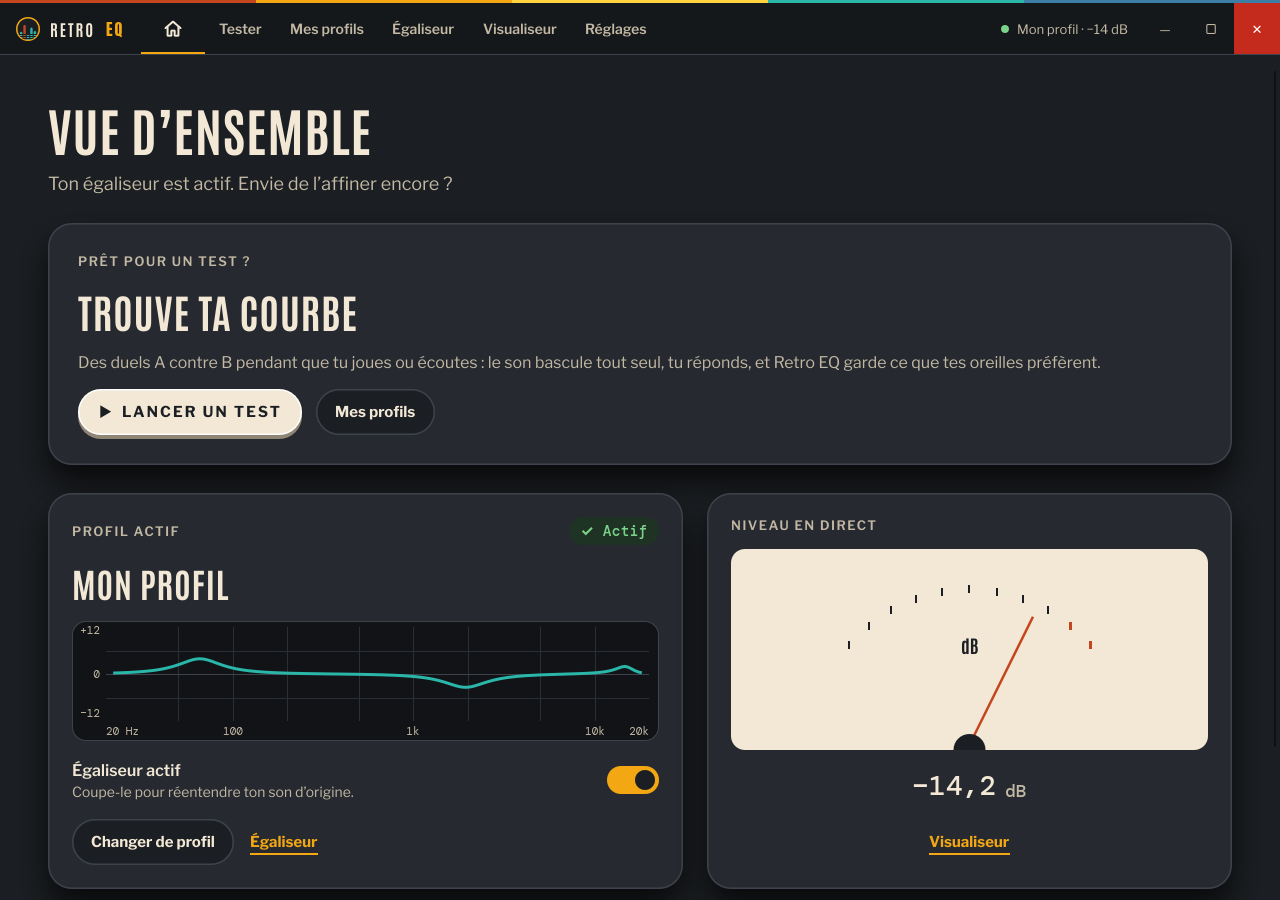 RETRO EQ
Tester
Mes profils
Égaliseur
Visualiseur
Réglages
Mon profil · −14 dB
VUE D’ENSEMBLE
Ton égaliseur est actif. Envie de l’affiner encore ?
PRÊT POUR UN TEST ?
TROUVE TA COURBE
Des duels A contre B pendant que tu joues ou écoutes : le son bascule tout seul, tu réponds, et Retro EQ garde ce que tes oreilles préfèrent.
LANCER UN TEST
Mes profils
PROFIL ACTIF
Actif
MON PROFIL
+12
0
−12
20 Hz
100
1k
10k
20k
Égaliseur actif
Coupe-le pour réentendre ton son d’origine.
Changer de profil
Égaliseur
NIVEAU EN DIRECT
dB
−14,2 dB
Visualiseur